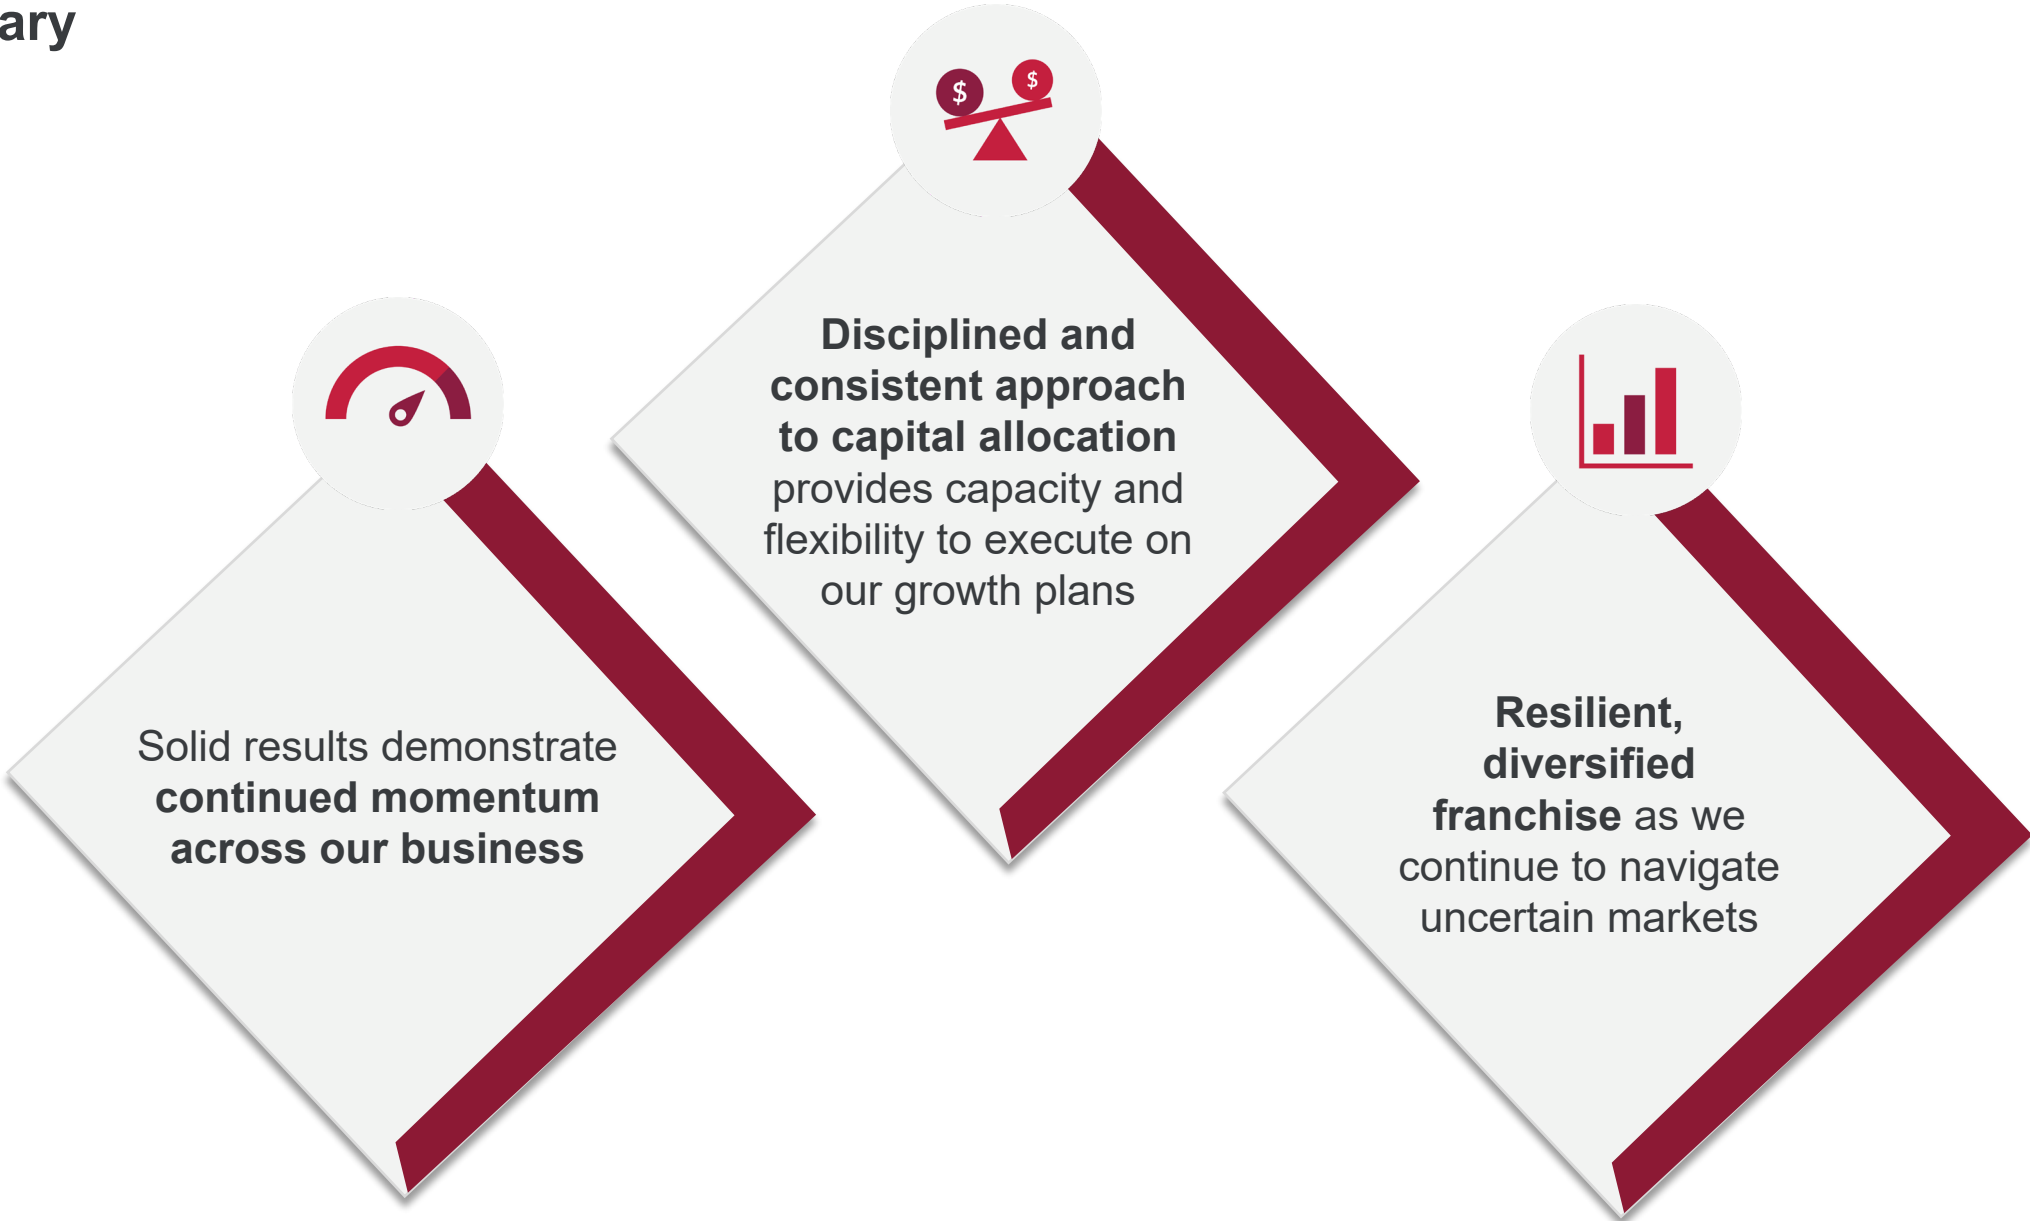 ary
Solid results demonstrate
continued momentum
across our business
$ $
Disciplined and
consistent approach
to capital allocation
provides capacity and
flexibility to execute on
our growth plans
Resilient,
diversified
franchise as we
continue to navigate
uncertain markets